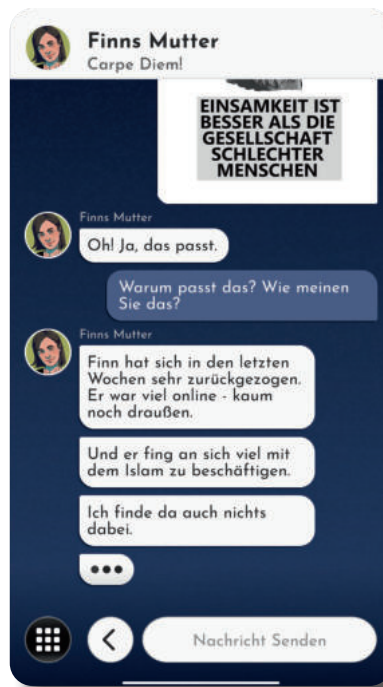 Finns Mutter
Carpe Diem!
EINSAMKEIT IST
BESSER ALS DIE
GESELLSCHAFT
SCHLECHTER
MENSCHEN
Finns Mutter
Oh! Ja, das passt.
Warum passt das? Wie meinen
Sie das?
Finns Mutter
Finn hat sich in den letzten
Wochen sehr zurückgezogen.
Er war viel online - kaum
noch draußen.
Und er fing an sich viel mit
dem Islam zu beschäftigen.
Ich finde da auch nichts
dabei.
Nachricht Senden